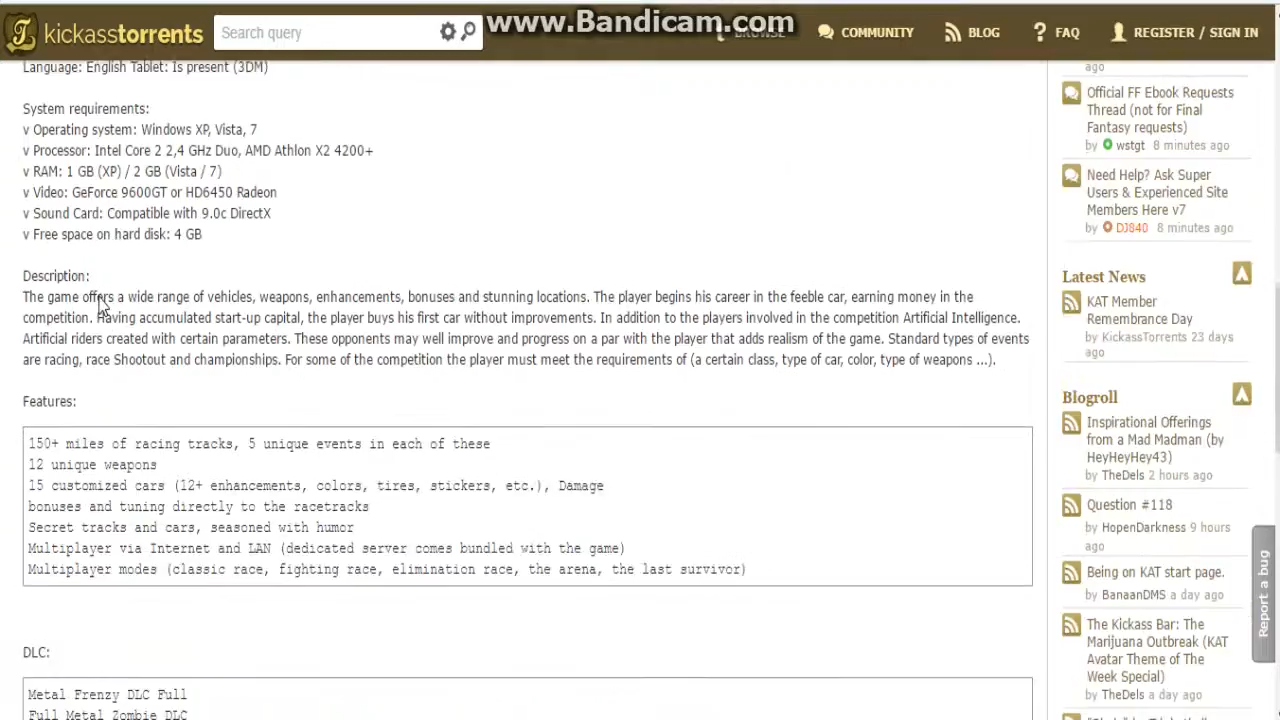 kickasstorrents
Search query
www.Bandicam.com
BROWSE
COMMUNITY
BLOG
FAQ
REGISTER / SIGN IN
Language: English Tablet: Is present (3DM)
System requirements:
v Operating system: Windows XP, Vista, 7
v Processor: Intel Core 2 2,4 GHz Duo, AMD Athlon X2 4200+
v RAM: 1 GB (XP) / 2 GB (Vista / 7)
v Video: GeForce 9600GT or HD6450 Radeon
v Sound Card: Compatible with 9.0c DirectX
v Free space on hard disk: 4 GB
Description:
The game offers a wide range of vehicles, weapons, enhancements, bonuses and stunning locations. The player begins his career in the feeble car, earning money in the
competition. Having accumulated start-up capital, the player buys his first car without improvements. In addition to the players involved in the competition Artificial Intelligence.
Artificial riders created with certain parameters. These opponents may well improve and progress on a par with the player that adds realism of the game. Standard types of events
are racing, race Shootout and championships. For some of the competition the player must meet the requirements of (a certain class, type of car, color, type of weapons ...).
Features:
150+ miles of racing tracks, 5 unique events in each of these
12 unique weapons
15 customized cars (12+ enhancements, colors, tires, stickers, etc.), Damage
bonuses and tuning directly to the racetracks
Secret tracks and cars, seasoned with humor
Multiplayer via Internet and LAN (dedicated server comes bundled with the game)
Multiplayer modes (classic race, fighting race, elimination race, the arena, the last survivor)
DLC:
Metal Frenzy DLC Full
Full Metal Zombie DLC
ago
Official FF Ebook Requests
Thread (not for Final
Fantasy requests)
by wstgt 8 minutes ago
Need Help? Ask Super
Users & Experienced Site
Members Here v7
by DJ840 8 minutes ago
Latest News
KAT Member
Remembrance Day
by KickassTorrents 23 days
ago
Blogroll
Inspirational Offerings
from a Mad Madman (by
HeyHeyHey43)
by TheDels 2 hours ago
Question #118
by HopenDarkness 9 hours
ago
Being on KAT start page.
by BanaanDMS a day ago
The Kickass Bar: The
Marijuana Outbreak (KAT
Avatar Theme of The
Week Special)
by TheDels a day ago
Report a bug